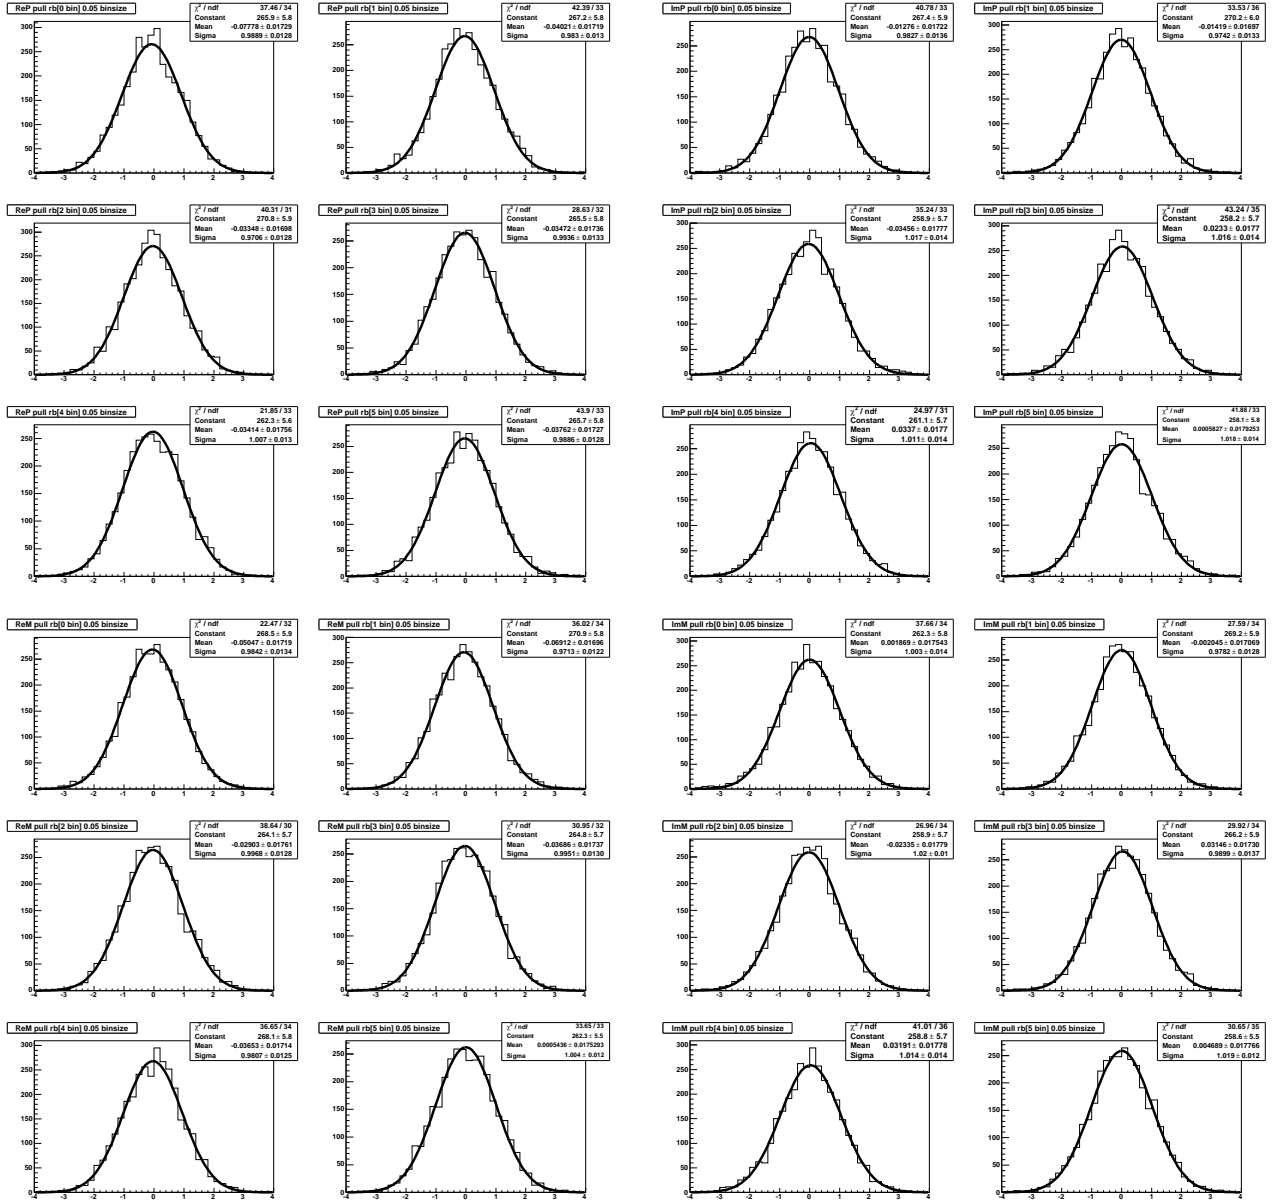 ReP pull rb[0 bin] 0.05 binsize
χ² / ndf 37.46 / 34
Constant 265.9 ± 5.8
Mean -0.07778 ± 0.01729
Sigma 0.9889 ± 0.0128
ReP pull rb[1 bin] 0.05 binsize
χ² / ndf 42.39 / 33
Constant 267.2 ± 5.8
Mean -0.04021 ± 0.01719
Sigma 0.983 ± 0.013
ImP pull rb[0 bin] 0.05 binsize
χ² / ndf 40.78 / 33
Constant 267.4 ± 5.9
Mean -0.01276 ± 0.01722
Sigma 0.9827 ± 0.0136
ImP pull rb[1 bin] 0.05 binsize
χ² / ndf 33.53 / 36
Constant 270.2 ± 6.0
Mean -0.01419 ± 0.01697
Sigma 0.9742 ± 0.0133
ReP pull rb[2 bin] 0.05 binsize
χ² / ndf 40.31 / 31
Constant 270.8 ± 5.9
Mean -0.03348 ± 0.01698
Sigma 0.9706 ± 0.0128
ReP pull rb[3 bin] 0.05 binsize
χ² / ndf 28.63 / 32
Constant 265.5 ± 5.8
Mean -0.03472 ± 0.01736
Sigma 0.9936 ± 0.0133
ImP pull rb[2 bin] 0.05 binsize
χ² / ndf 35.24 / 33
Constant 258.9 ± 5.7
Mean -0.03456 ± 0.01777
Sigma 1.017 ± 0.014
ImP pull rb[3 bin] 0.05 binsize
χ² / ndf 43.24 / 35
Constant 258.2 ± 5.7
Mean 0.0233 ± 0.0177
Sigma 1.016 ± 0.014
ReP pull rb[4 bin] 0.05 binsize
χ² / ndf 21.85 / 33
Constant 262.3 ± 5.6
Mean -0.03414 ± 0.01756
Sigma 1.007 ± 0.013
ReP pull rb[5 bin] 0.05 binsize
χ² / ndf 43.9 / 33
Constant 265.7 ± 5.8
Mean -0.03762 ± 0.01727
Sigma 0.9886 ± 0.0128
ImP pull rb[4 bin] 0.05 binsize
χ² / ndf 24.97 / 31
Constant 261.1 ± 5.7
Mean 0.0337 ± 0.0177
Sigma 1.011 ± 0.014
ImP pull rb[5 bin] 0.05 binsize
χ² / ndf 41.88 / 33
Constant 258.1 ± 5.8
Mean 0.0005827 ± 0.0179253
Sigma 1.018 ± 0.014
ReM pull rb[0 bin] 0.05 binsize
χ² / ndf 22.47 / 32
Constant 268.5 ± 5.9
Mean -0.05047 ± 0.01719
Sigma 0.9842 ± 0.0134
ReM pull rb[1 bin] 0.05 binsize
χ² / ndf 36.02 / 34
Constant 270.9 ± 5.8
Mean -0.06912 ± 0.01696
Sigma 0.9713 ± 0.0122
ImM pull rb[0 bin] 0.05 binsize
χ² / ndf 37.66 / 34
Constant 262.3 ± 5.8
Mean 0.001869 ± 0.017543
Sigma 1.003 ± 0.014
ImM pull rb[1 bin] 0.05 binsize
χ² / ndf 27.59 / 34
Constant 269.2 ± 5.9
Mean -0.002045 ± 0.017069
Sigma 0.9782 ± 0.0128
ReM pull rb[2 bin] 0.05 binsize
χ² / ndf 38.64 / 30
Constant 264.1 ± 5.7
Mean -0.02903 ± 0.01761
Sigma 0.9968 ± 0.0128
ReM pull rb[3 bin] 0.05 binsize
χ² / ndf 30.95 / 32
Constant 264.8 ± 5.7
Mean -0.03686 ± 0.01737
Sigma 0.9951 ± 0.0130
ImM pull rb[2 bin] 0.05 binsize
χ² / ndf 26.96 / 34
Constant 258.9 ± 5.7
Mean -0.02335 ± 0.01779
Sigma 1.02 ± 0.01
ImM pull rb[3 bin] 0.05 binsize
χ² / ndf 29.92 / 34
Constant 266.2 ± 5.9
Mean 0.03146 ± 0.01730
Sigma 0.9899 ± 0.0137
ReM pull rb[4 bin] 0.05 binsize
χ² / ndf 36.65 / 34
Constant 268.1 ± 5.8
Mean -0.03653 ± 0.01714
Sigma 0.9807 ± 0.0125
ReM pull rb[5 bin] 0.05 binsize
χ² / ndf 33.65 / 33
Constant 262.3 ± 5.5
Mean 0.0005436 ± 0.0175293
Sigma 1.004 ± 0.012
ImM pull rb[4 bin] 0.05 binsize
χ² / ndf 41.01 / 36
Constant 258.8 ± 5.7
Mean 0.03191 ± 0.01778
Sigma 1.014 ± 0.014
ImM pull rb[5 bin] 0.05 binsize
χ² / ndf 30.65 / 35
Constant 258.6 ± 5.5
Mean 0.004689 ± 0.017766
Sigma 1.019 ± 0.012